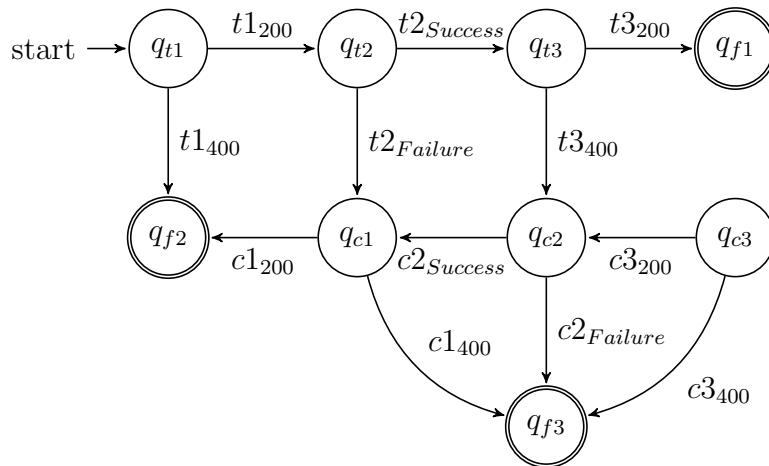 start q_{t1} t1_{200} q_{t2} t2_{Success} q_{t3} t3_{200} q_{f1}
t1_{400} t2_{Failure} t3_{400}
q_{f2} c1_{200} q_{c1} c2_{Success} q_{c2} c3_{200} q_{c3}
c1_{400} c2_{Failure} c3_{400}
q_{f3}